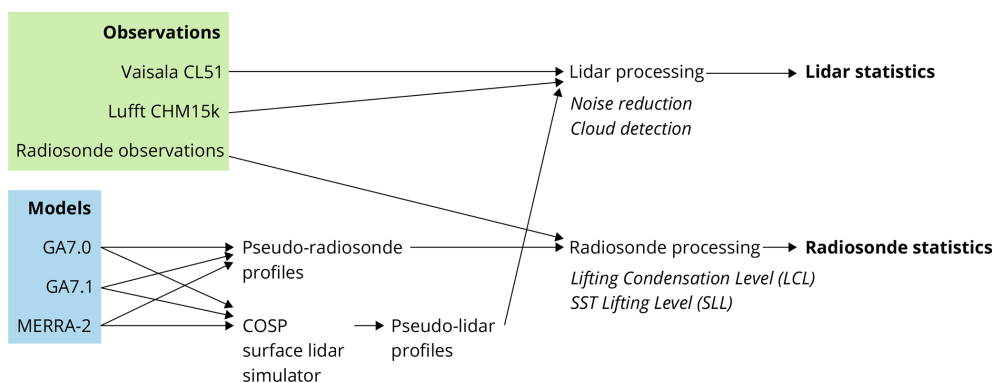 Observations
Vaisala CL51
Lufft CHM15k
Radiosonde observations
Lidar processing
Noise reduction
Cloud detection
Lidar statistics
Models
GA7.0
GA7.1
MERRA-2
Pseudo-radiosonde
profiles
COSP
surface lidar
simulator
Pseudo-lidar
profiles
Radiosonde processing
Lifting Condensation Level (LCL)
SST Lifting Level (SLL)
Radiosonde statistics